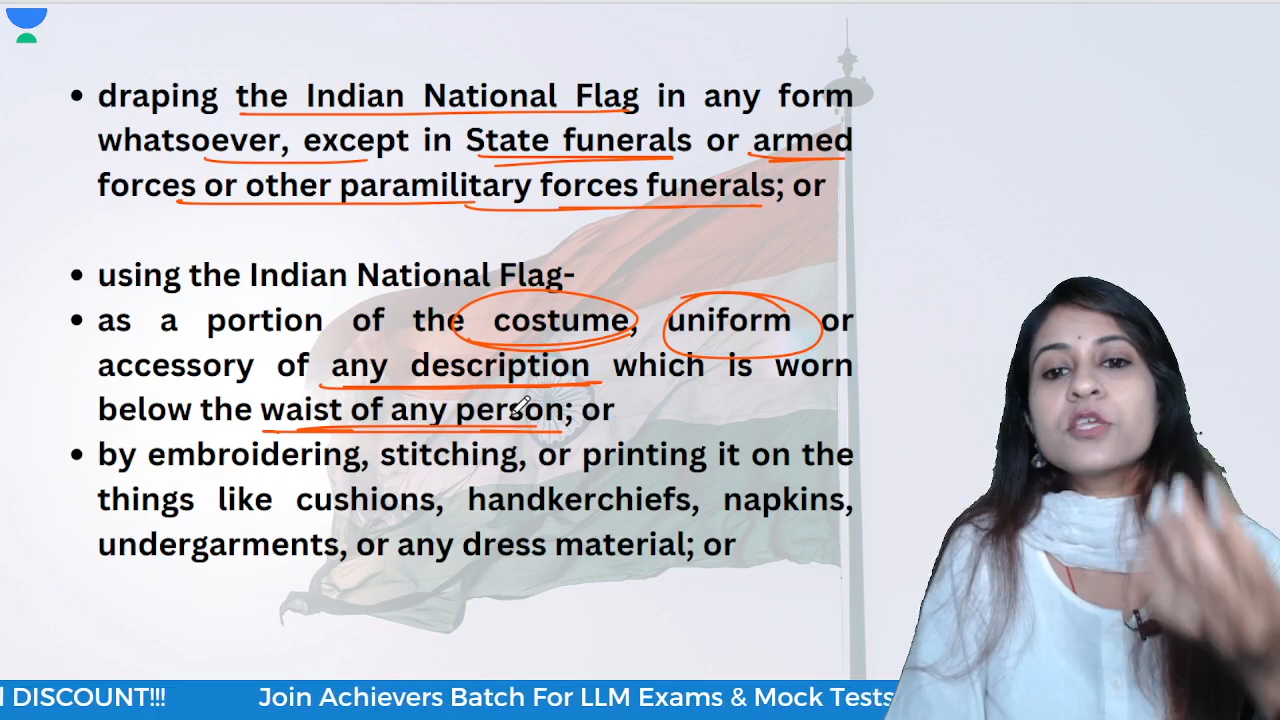 • draping the Indian National Flag in any form
whatsoever, except in State funerals or armed
forces or other paramilitary forces funerals; or
• using the Indian National Flag-
• as a portion of the costume, uniform or
accessory of any description which is worn
below the waist of any person; or
• by embroidering, stitching, or printing it on the
things like cushions, handkerchiefs, napkins,
undergarments, or any dress material; or
DISCOUNT!!! Join Achievers Batch For LLM Exams & Mock Tests